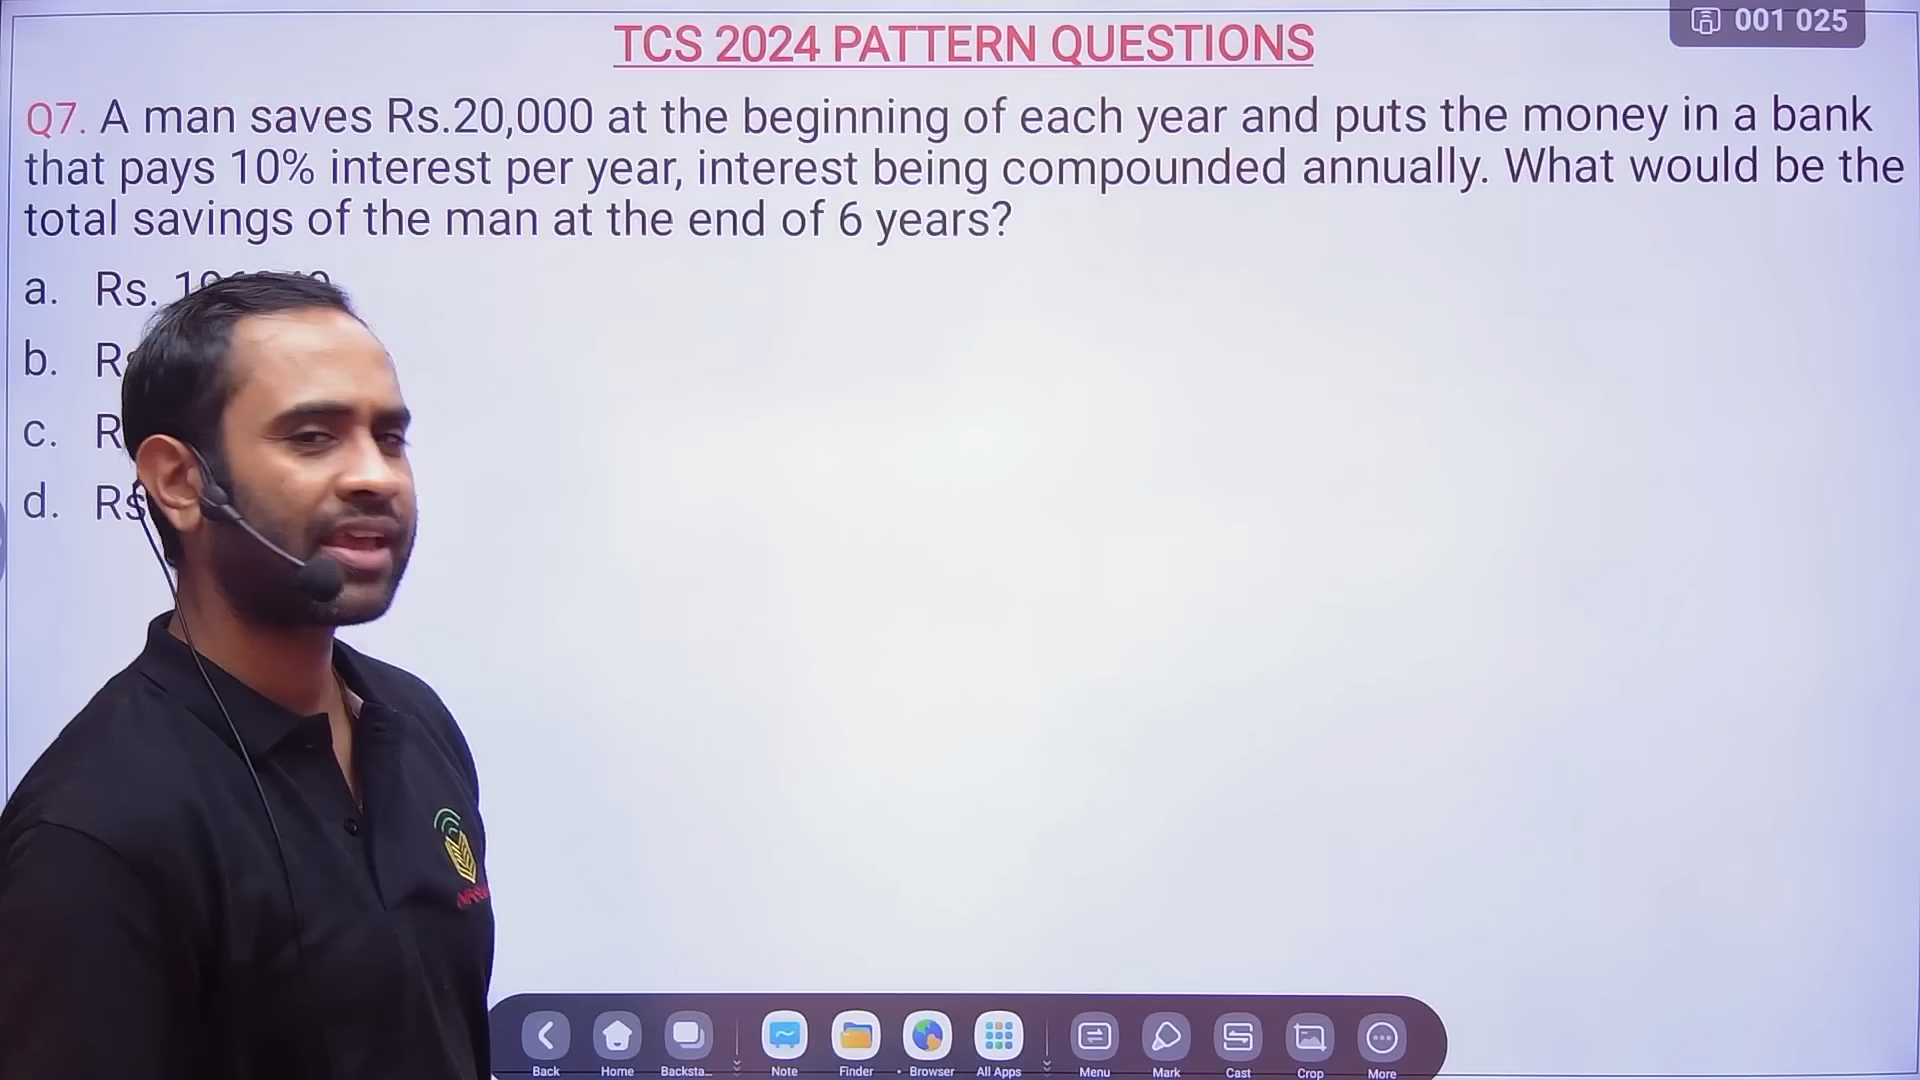 001 025
TCS 2024 PATTERN QUESTIONS
Q7. A man saves Rs.20,000 at the beginning of each year and puts the money in a bank
that pays 10% interest per year, interest being compounded annually. What would be the
total savings of the man at the end of 6 years?
a. Rs.
b.
c.
d. Rs
Back Home Backsta... Note Finder Browser All Apps Menu Mark Cast Crop More